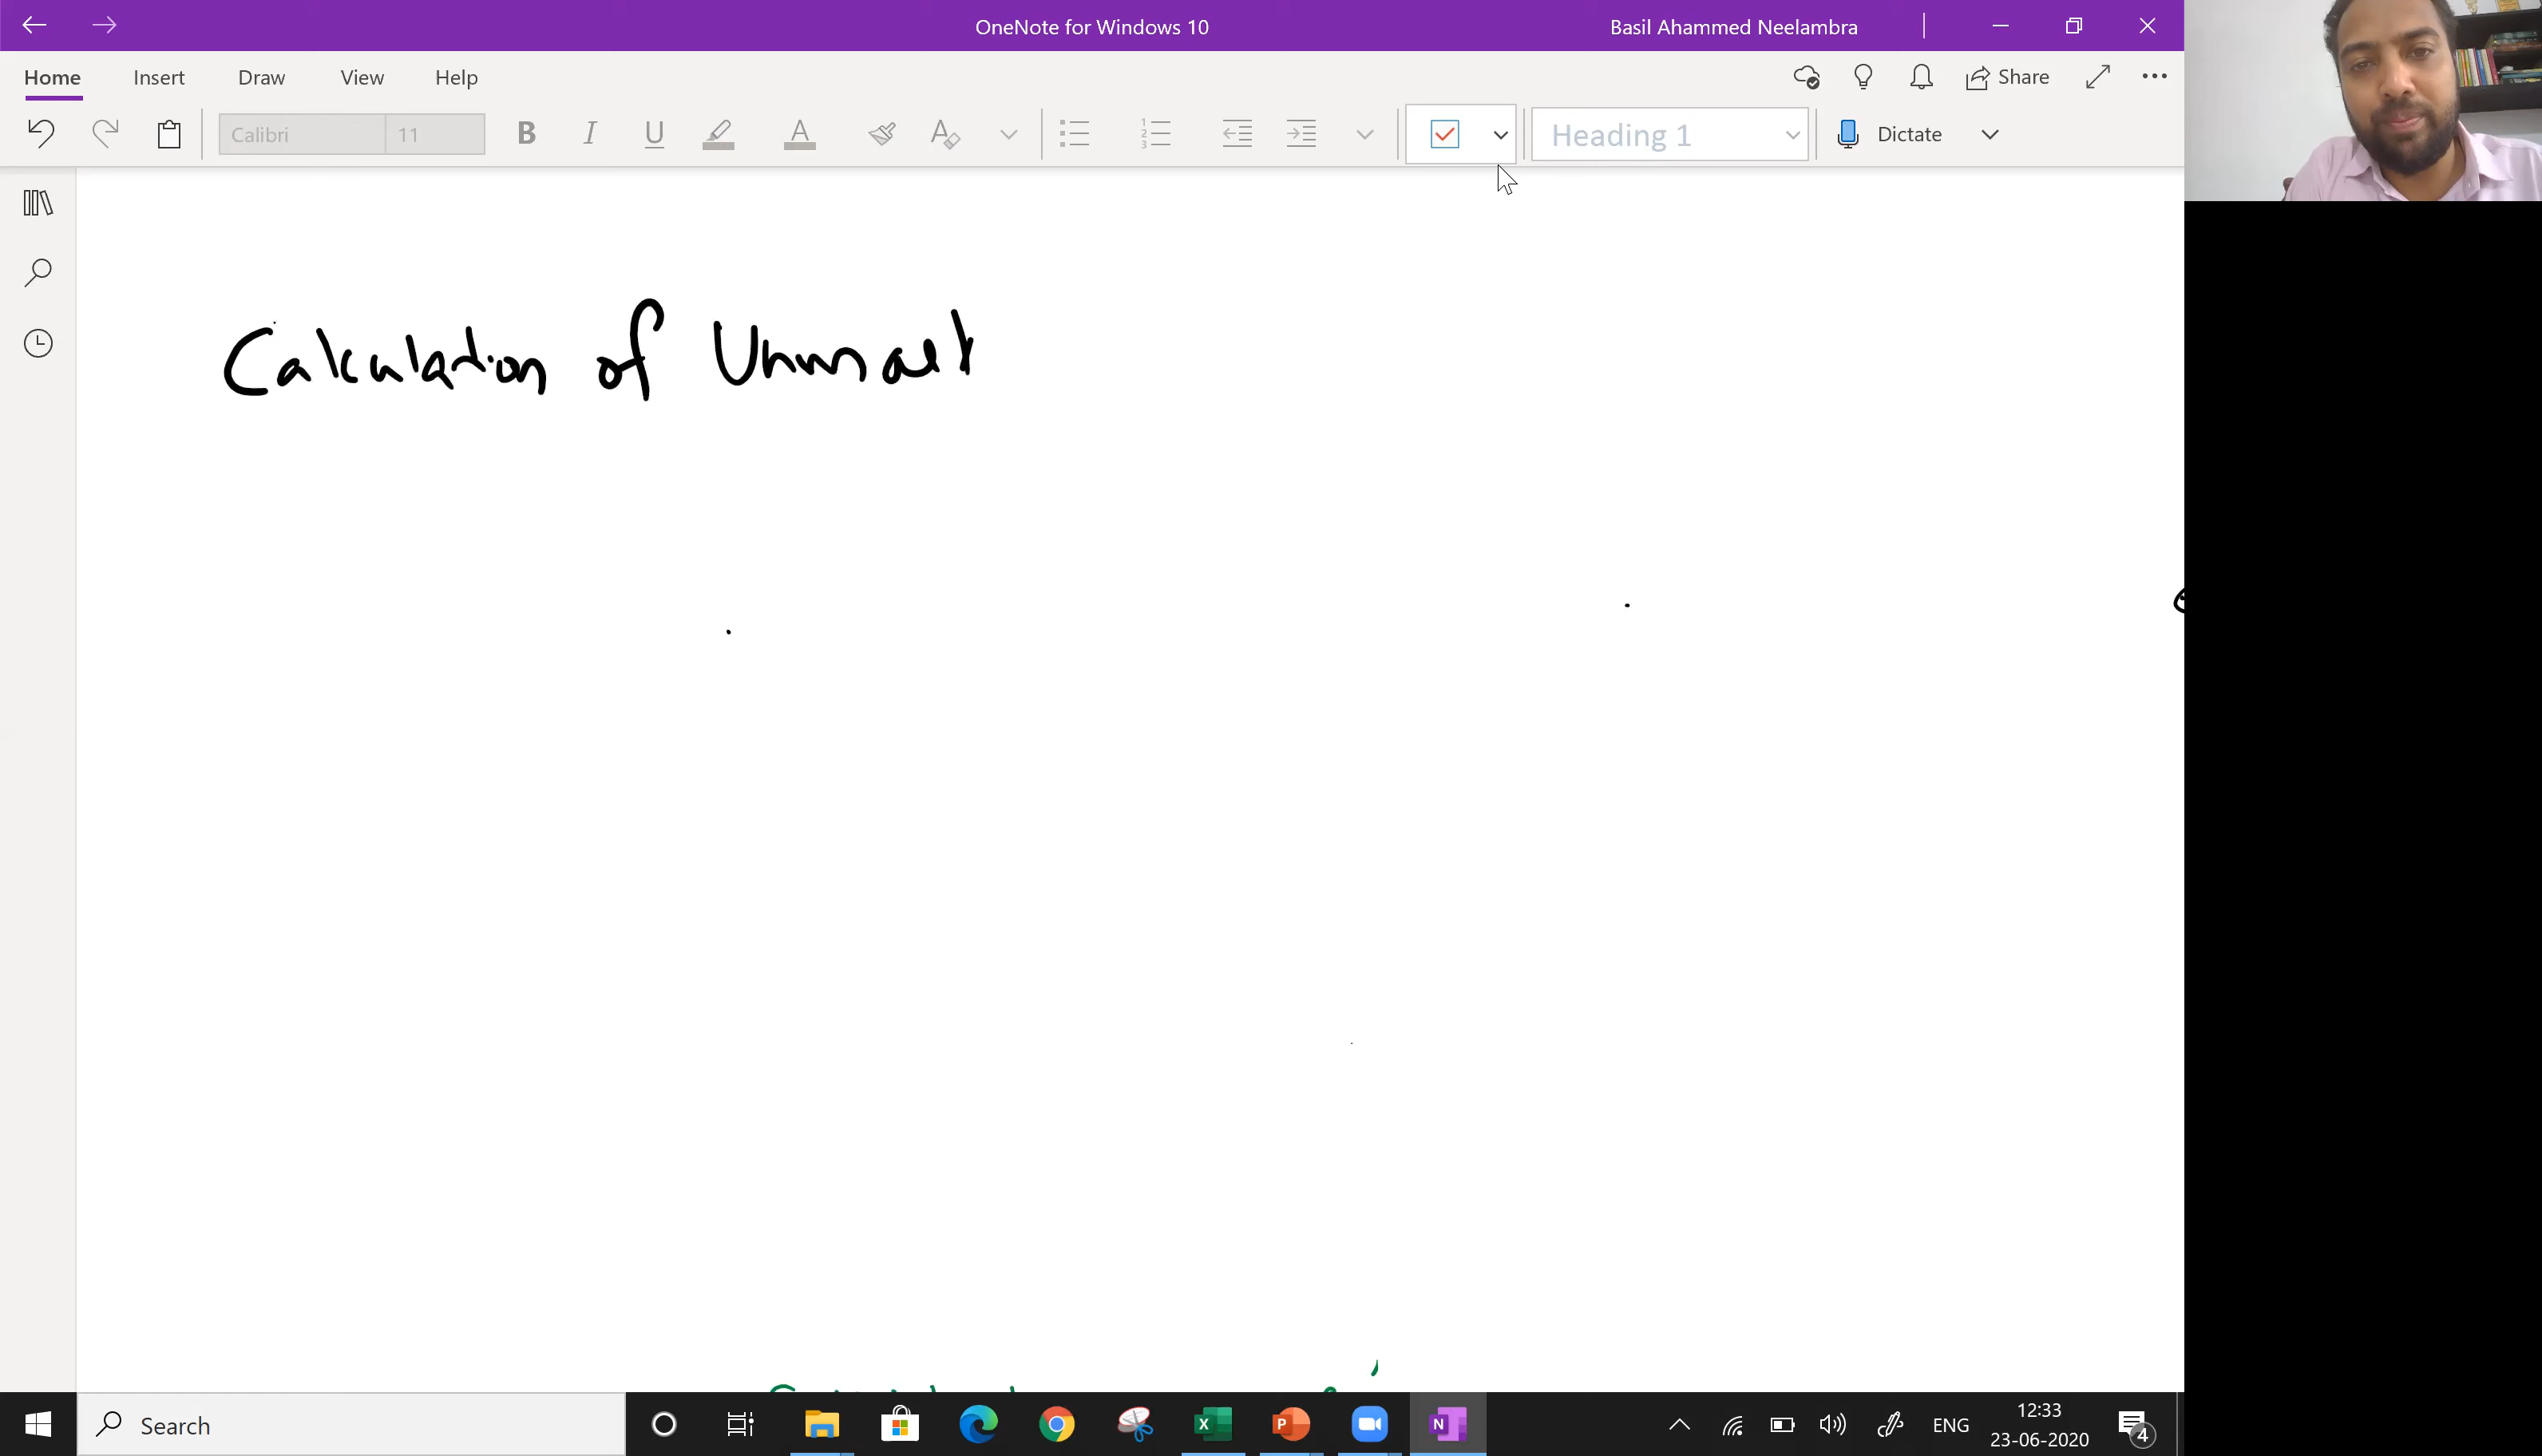 OneNote for Windows 10
Basil Ahammed Neelambra
Home Insert Draw View Help
Share
Calibri 11 B I U A A Heading 1 Dictate
Calculation of
Search
X P N ENG 12:33
23-06-2020
4